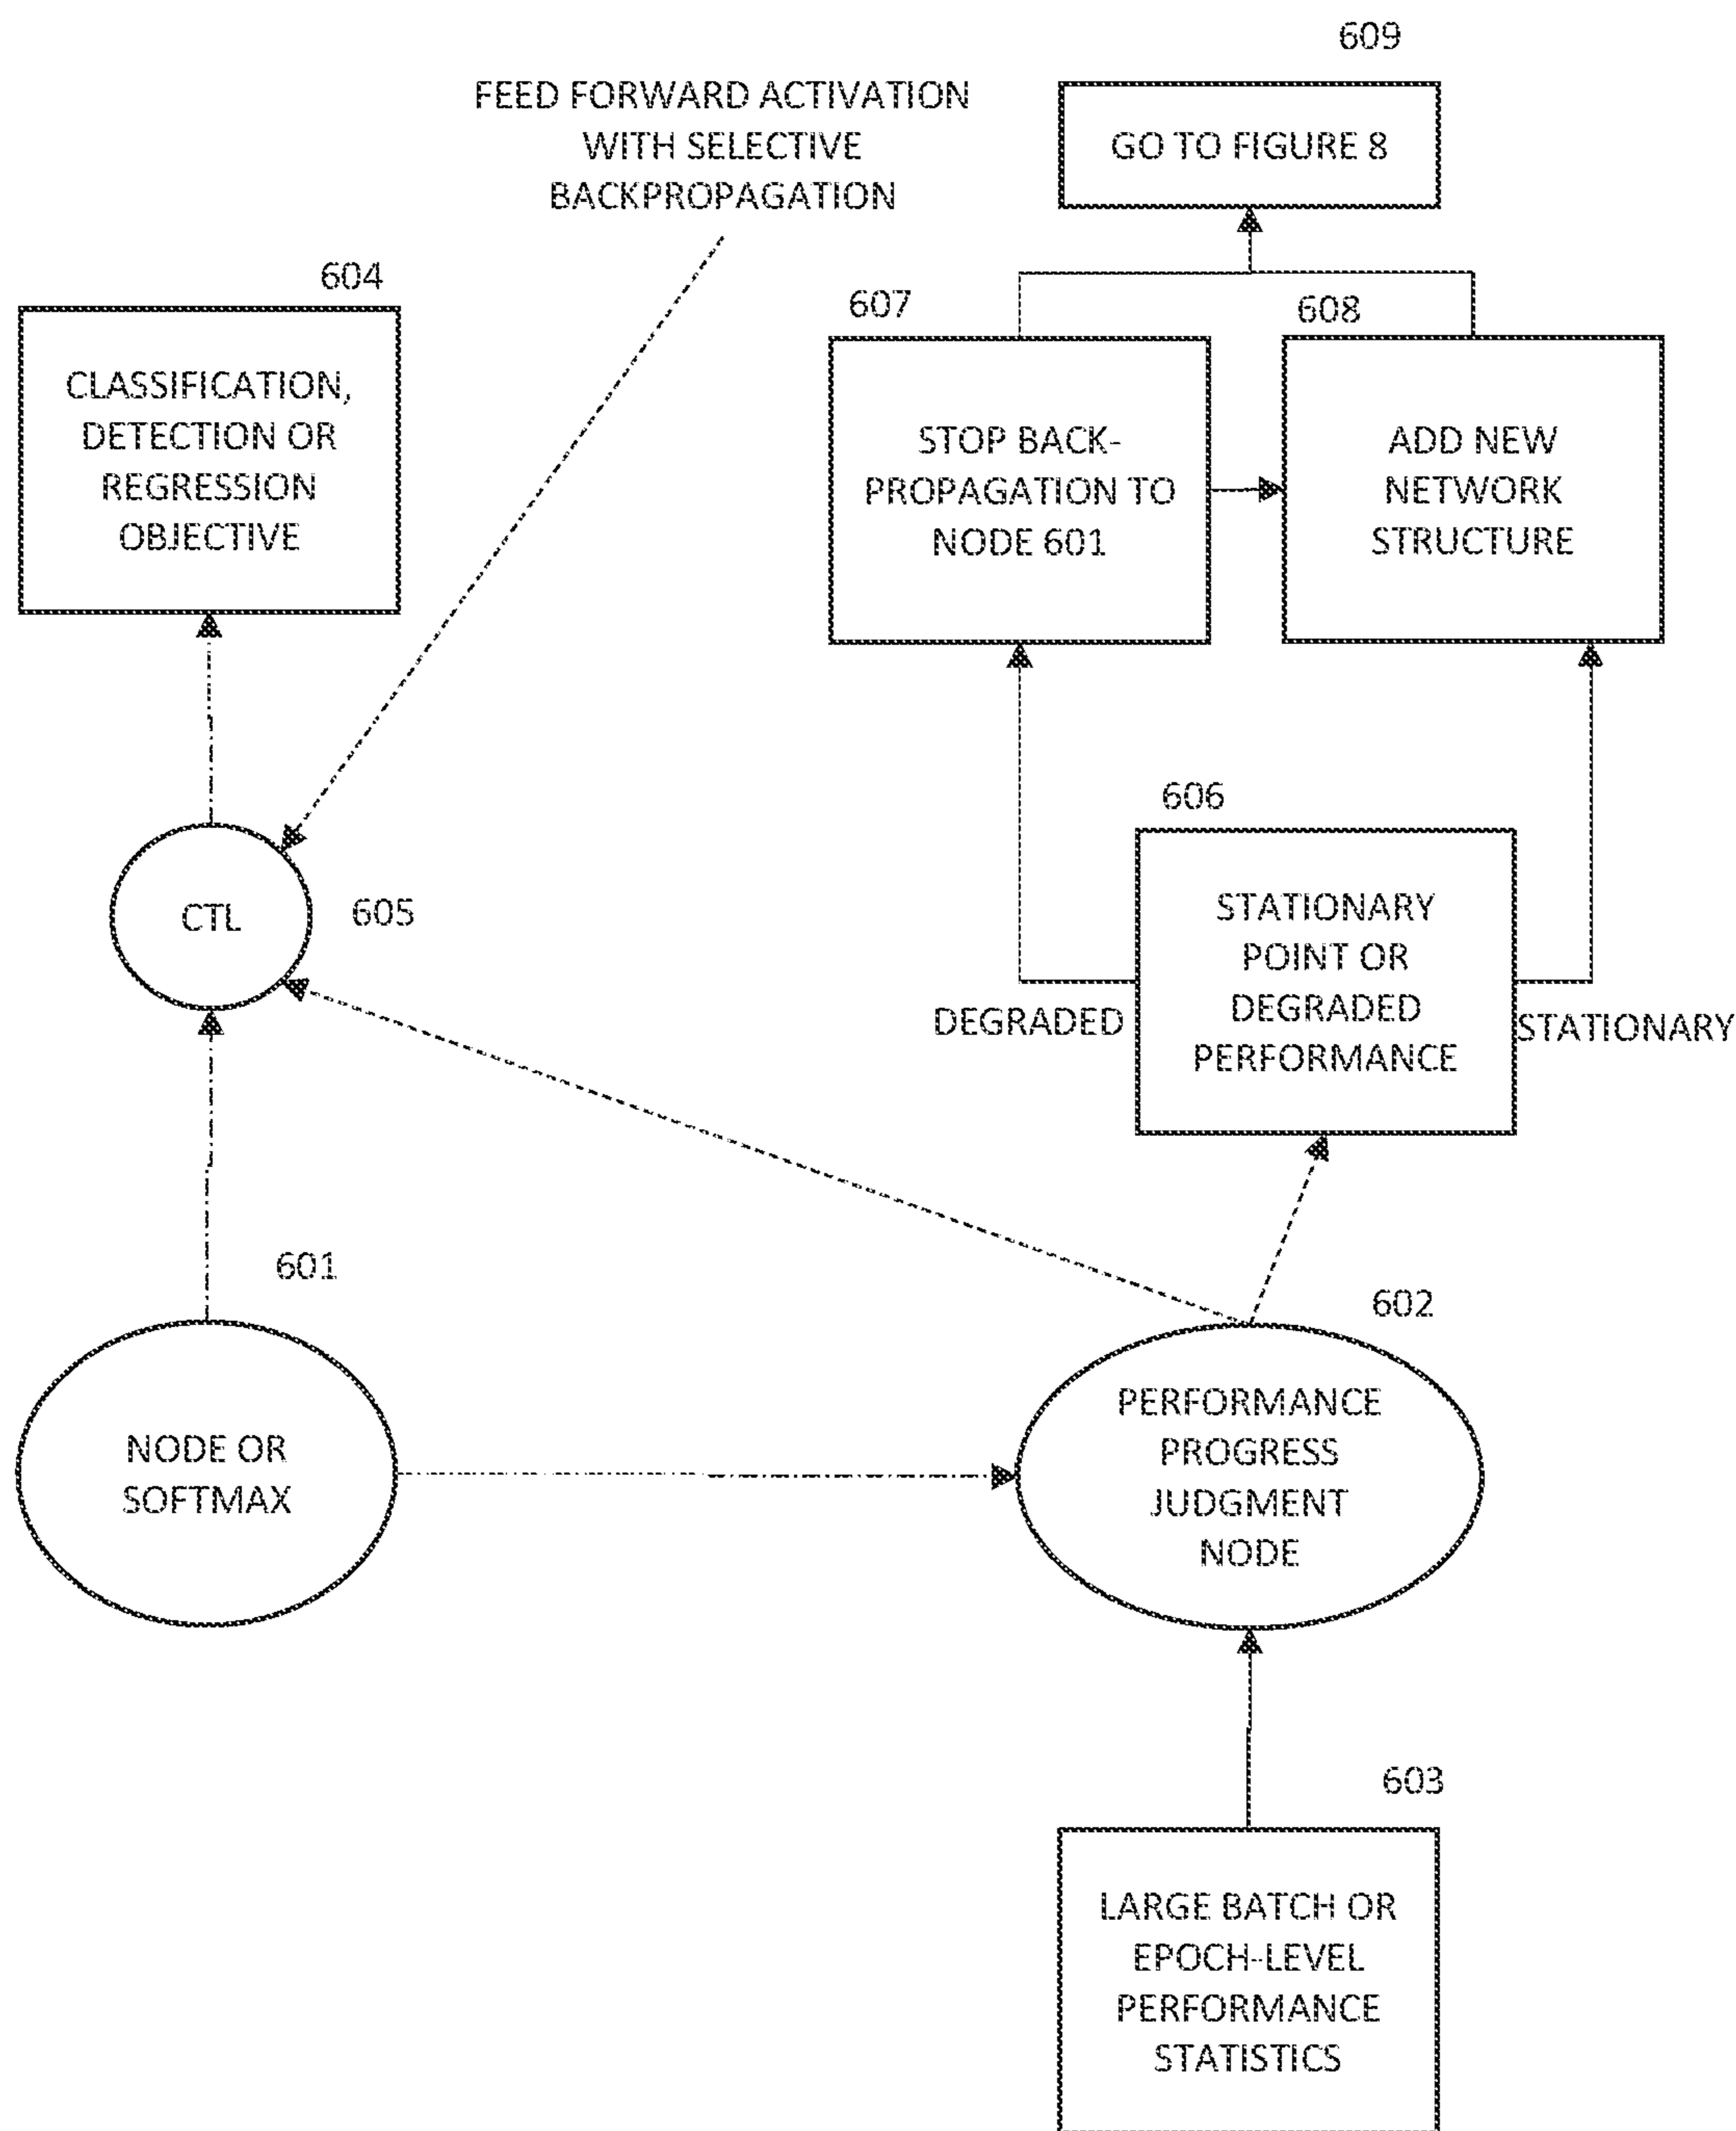 609
FEED FORWARD ACTIVATION
WITH SELECTIVE
BACKPROPAGATION
GO TO FIGURE 8
604
CLASSIFICATION,
DETECTION OR
REGRESSION
OBJECTIVE
607
608
STOP BACK-
PROPAGATION TO
NODE 601
ADD NEW
NETWORK
STRUCTURE
606
CTL
605
STATIONARY
POINT OR
DEGRADED
PERFORMANCE
DEGRADED
STATIONARY
601
602
NODE OR
SOFTMAX
PERFORMANCE
PROGRESS
JUDGMENT
NODE
603
LARGE BATCH OR
EPOCH-LEVEL
PERFORMANCE
STATISTICS